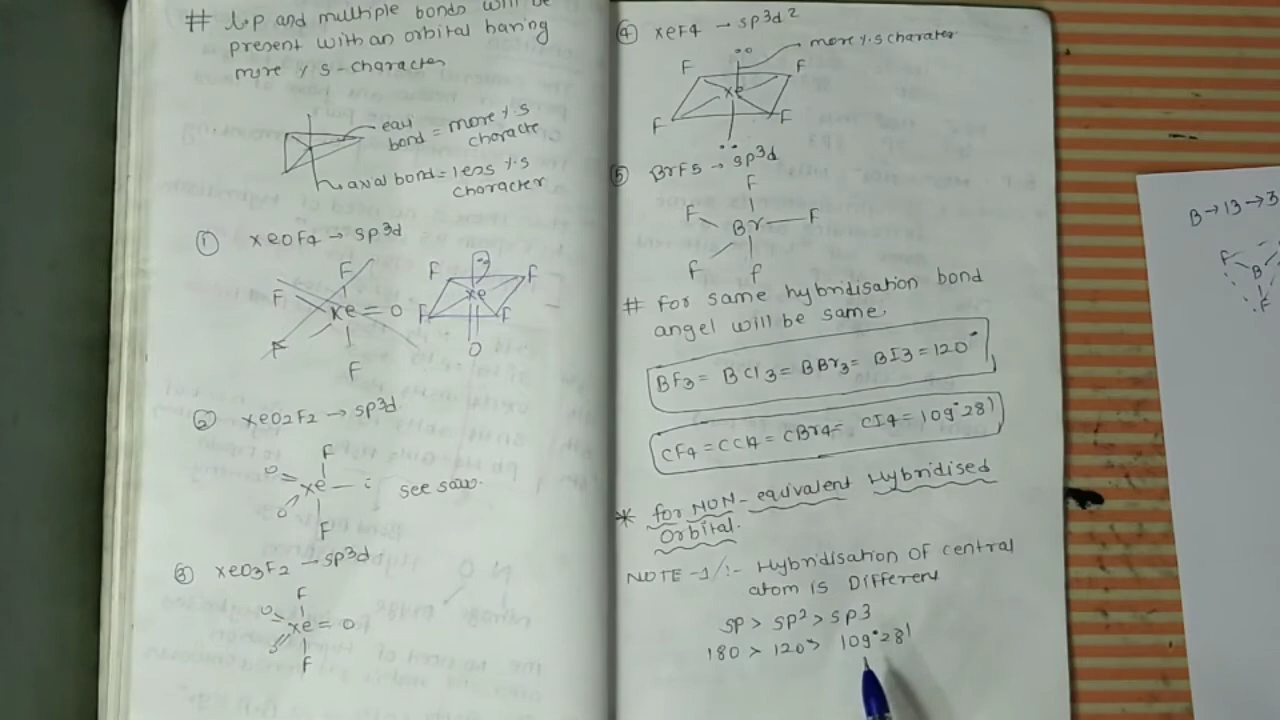 # l.p and multiple bonds will be
present with an orbital having
more % s-character
bond = more % s
character
axial bond = less % s
character
① XeOF4 → sp3d
F
F
Xe = O
F
F
F
F
Xe
F
F
O
② XeO2F2 → sp3d
F
O
Xe
O
F
see saw.
③ XeO3F2 → sp3d
F
O
Xe = O
F
④ XeF4 → sp3d2
more % s charater
F
F
Xe
F
F
⑤ BrF5 → sp3d
F
F
Br
F
F
F
# For same hybridisation bond
angel will be same.
BF3 = BCl3 = BBr3 = BI3 = 120°
CF4 = CCl4 = CBr4 = CI4 = 109°28'
* for NON-equivalent Hybridised
Orbital.
NOTE-1/:- Hybridisation of central
atom is Different
sp > sp2 > sp3
180 > 120 > 109°28'
B → 13 → 3
F
B
F